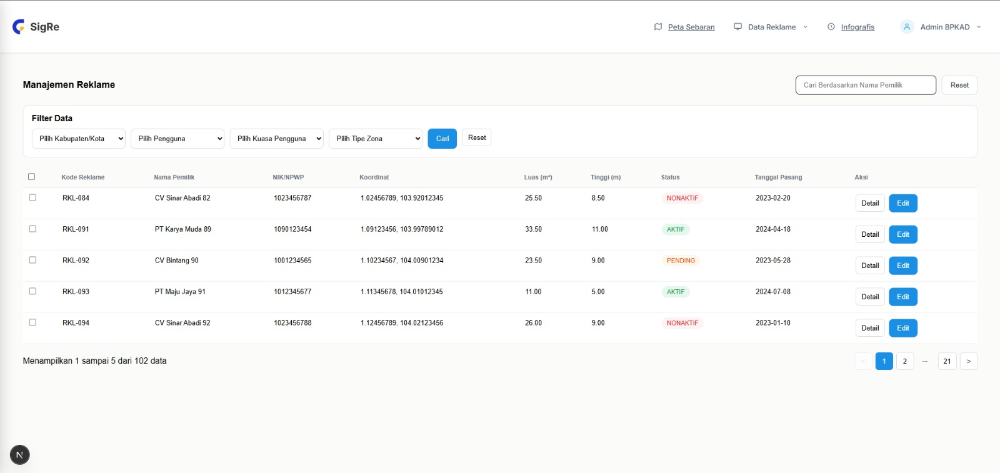 SigRe
Peta Sebaran Data Reklame Infografis Admin BPKAD
Manajemen Reklame
Cari Berdasarkan Nama Pemilik Reset
Filter Data
Pilih Kabupaten/Kota Pilih Pengguna Pilih Kuasa Pengguna Pilih Tipe Zona Cari Reset
Kode Reklame Nama Pemilik NIK/NPWP Koordinat Luas (m²) Tinggi (m) Status Tanggal Pasang Aksi
RKL-084 CV Sinar Abadi 82 1023456787 1.02456789, 103.92012345 25.50 8.50 NONAKTIF 2023-02-20 Detail Edit
RKL-091 PT Karya Muda 89 1090123454 1.09123456, 103.99789012 33.50 11.00 AKTIF 2024-04-18 Detail Edit
RKL-092 CV Bintang 90 1001234565 1.10234567, 104.00901234 23.50 9.00 PENDING 2023-05-28 Detail Edit
RKL-093 PT Maju Jaya 91 1012345677 1.11345678, 104.01012345 11.00 5.00 AKTIF 2024-07-08 Detail Edit
RKL-094 CV Sinar Abadi 92 1023456788 1.12456789, 104.02123456 26.00 9.00 NONAKTIF 2023-01-10 Detail Edit
Menampilkan 1 sampai 5 dari 102 data < 1 2 ... 21 >
N